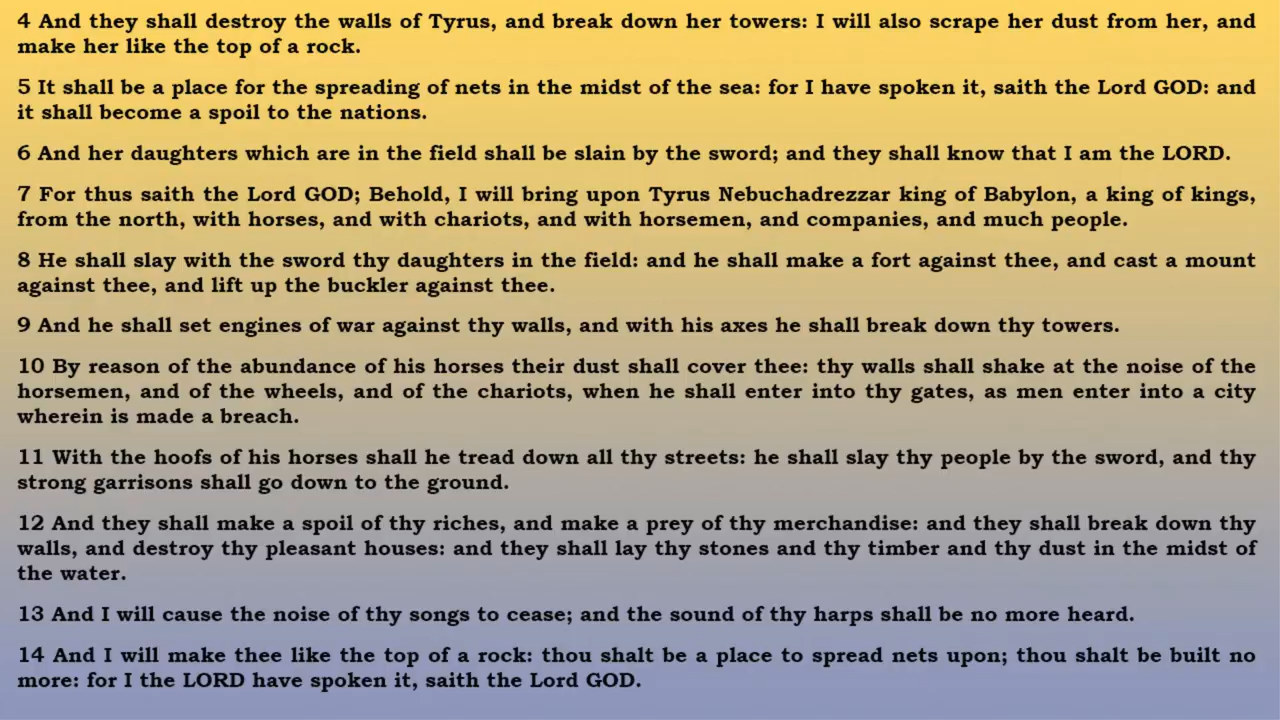 4 And they shall destroy the walls of Tyrus, and break down her towers: I will also scrape her dust from her, and
make her like the top of a rock.
5 It shall be a place for the spreading of nets in the midst of the sea: for I have spoken it, saith the Lord GOD: and
it shall become a spoil to the nations.
6 And her daughters which are in the field shall be slain by the sword; and they shall know that I am the LORD.
7 For thus saith the Lord GOD; Behold, I will bring upon Tyrus Nebuchadrezzar king of Babylon, a king of kings,
from the north, with horses, and with chariots, and with horsemen, and companies, and much people.
8 He shall slay with the sword thy daughters in the field: and he shall make a fort against thee, and cast a mount
against thee, and lift up the buckler against thee.
9 And he shall set engines of war against thy walls, and with his axes he shall break down thy towers.
10 By reason of the abundance of his horses their dust shall cover thee: thy walls shall shake at the noise of the
horsemen, and of the wheels, and of the chariots, when he shall enter into thy gates, as men enter into a city
wherein is made a breach.
11 With the hoofs of his horses shall he tread down all thy streets: he shall slay thy people by the sword, and thy
strong garrisons shall go down to the ground.
12 And they shall make a spoil of thy riches, and make a prey of thy merchandise: and they shall break down thy
walls, and destroy thy pleasant houses: and they shall lay thy stones and thy timber and thy dust in the midst of
the water.
13 And I will cause the noise of thy songs to cease; and the sound of thy harps shall be no more heard.
14 And I will make thee like the top of a rock: thou shalt be a place to spread nets upon; thou shalt be built no
more: for I the LORD have spoken it, saith the Lord GOD.